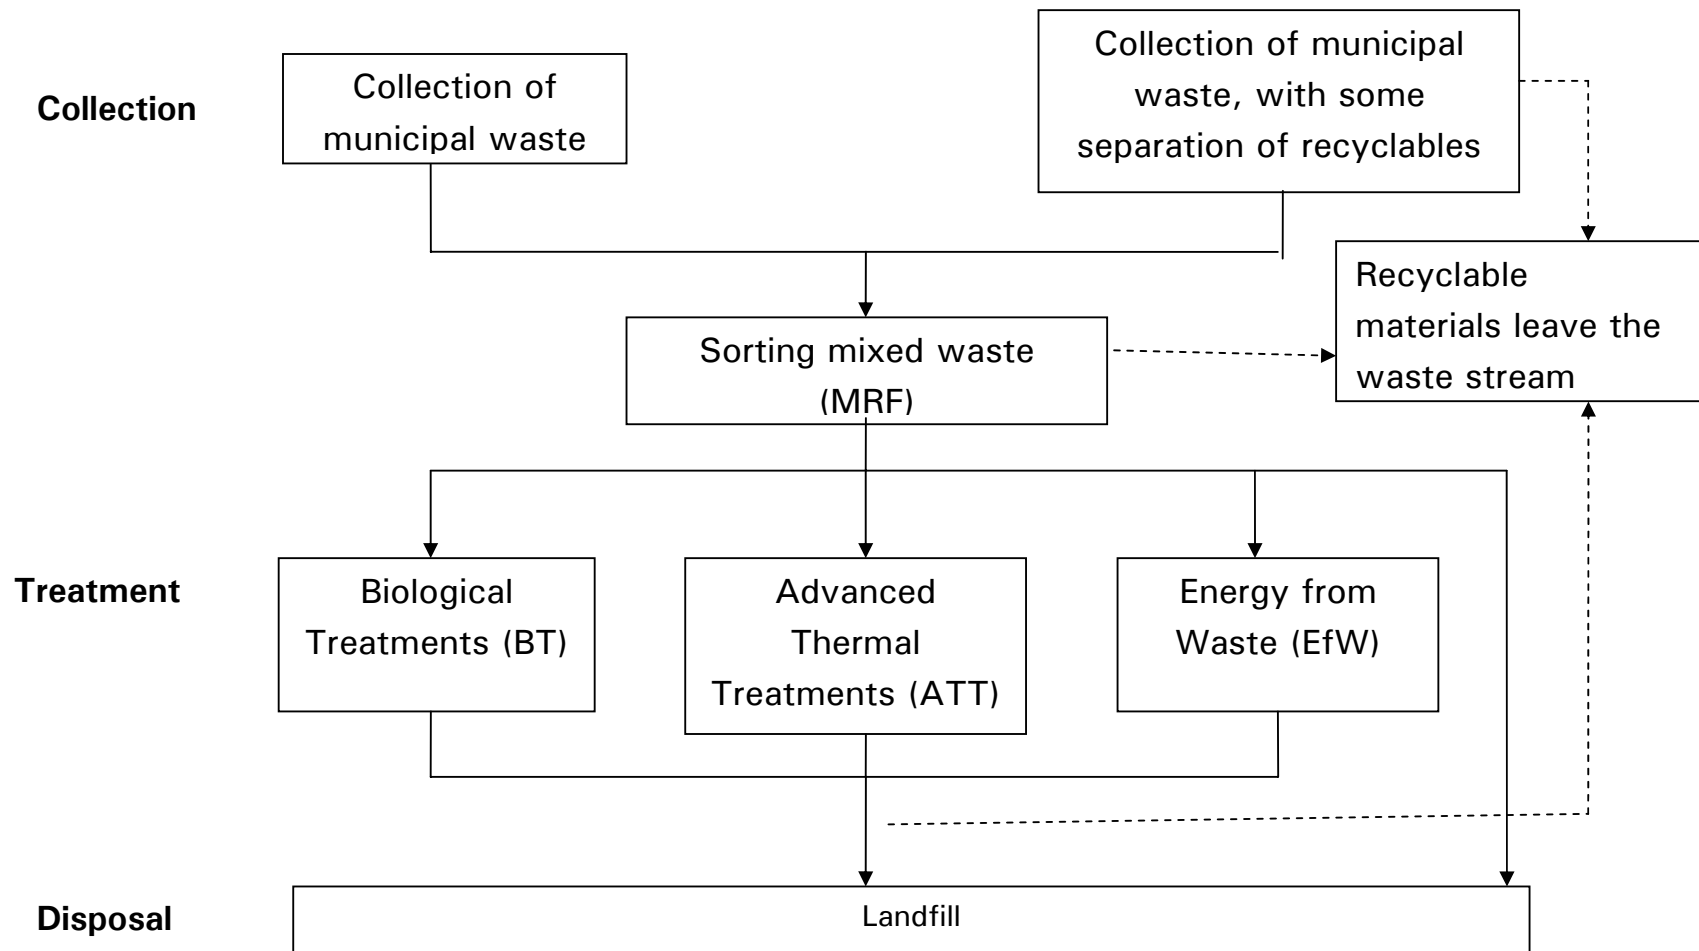 Collection
Collection of
municipal waste
Collection of municipal
waste, with some
separation of recyclables
Recyclable
materials leave the
waste stream
Sorting mixed waste
(MRF)
Treatment
Biological
Treatments (BT)
Advanced
Thermal
Treatments (ATT)
Energy from
Waste (EfW)
Disposal
Landfill